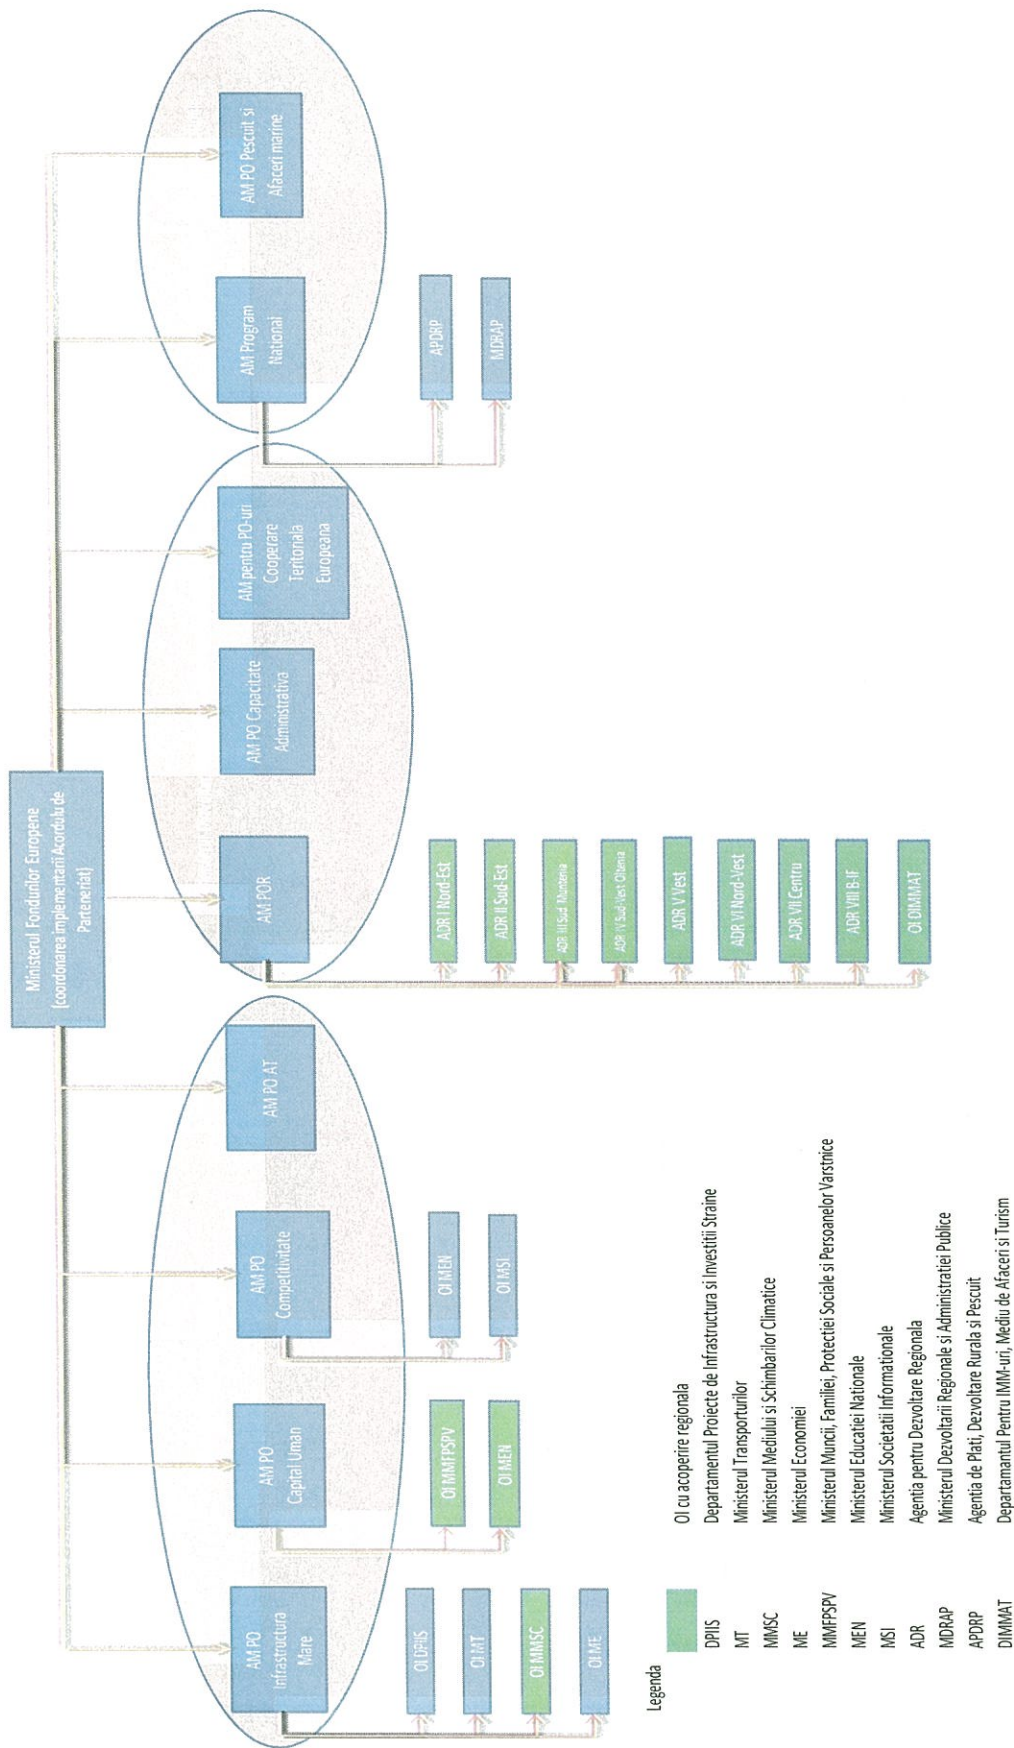 Ministerul Fondurilor Europene
(coordonarea implementarii Acordului de
Parteneriat)
AM PO
Infrastructura
Mare
AM PO
Capital Uman
AM PO
Competitivitate
AM PO AT
AM POR
AM PO Capacitate
Administrativa
AM pentru PO-uri
Cooperare
Teritoriala
Europeana
AM Program
National
AM PO Pescuit si
Afaceri marine
OI DPIIS
OI MT
OI MMSC
OI ME
OI MMFPSPV
OI MEN
OI MEN
OI MSI
ADR I Nord-Est
ADR II Sud-Est
ADR III Sud Muntenia
ADR IV Sud-Vest Oltenia
ADR V Vest
ADR VI Nord-Vest
ADR VII Centru
ADR VIII B-IF
OI DIMMAT
APDRP
MDRAP
Legenda
OI cu acoperire regionala
DPIIS Departamentul Proiecte de Infrastructura si Investitii Straine
MT Ministerul Transporturilor
MMSC Ministerul Mediului si Schimbarilor Climatice
ME Ministerul Economiei
MMFPSPV Ministerul Muncii, Familiei, Protectiei Sociale si Persoanelor Varstnice
MEN Ministerul Educatiei Nationale
MSI Ministerul Societatii Informationale
ADR Agentia pentru Dezvoltare Regionala
MDRAP Ministerul Dezvoltarii Regionale si Administratiei Publice
APDRP Agentia de Plati, Dezvoltare Rurala si Pescuit
DIMMAT Departamantul Pentru IMM-uri, Mediu de Afaceri si Turism